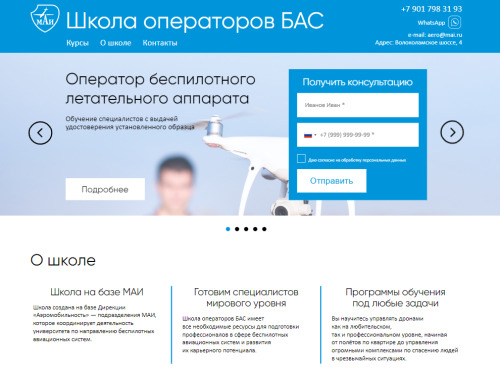 МАИ
Школа операторов БАС
+7 901 798 31 93
WhatsApp
e-mail: aero@mai.ru
Адрес: Волоколамское шоссе, 4
Курсы О школе Контакты
Оператор беспилотного
летательного аппарата
Обучение специалистов с выдачей
удостоверения установленного образца
Подробнее
Получить консультацию
Иванов Иван *
+7 (999) 999-99-99 *
Даю согласие на обработку персональных данных
Отправить
О школе
Школа на базе МАИ
Школа создана на базе Дирекции
«Аэромобильность» — подразделения МАИ,
которое координирует деятельность
университета по направлению беспилотных
авиационных систем.
Готовим специалистов
мирового уровня
Школа операторов БАС имеет
все необходимые ресурсы для подготовки
профессионала в сфере беспилотных
авиационных систем и развития
их карьерного потенциала.
Программы обучения
под любые задачи
Вы научитесь управлять дронами
как на любительском,
так и профессиональном уровне, начиная
от полётов по квартире до управления
огромными комплексами по спасению людей
в чрезвычайных ситуациях.